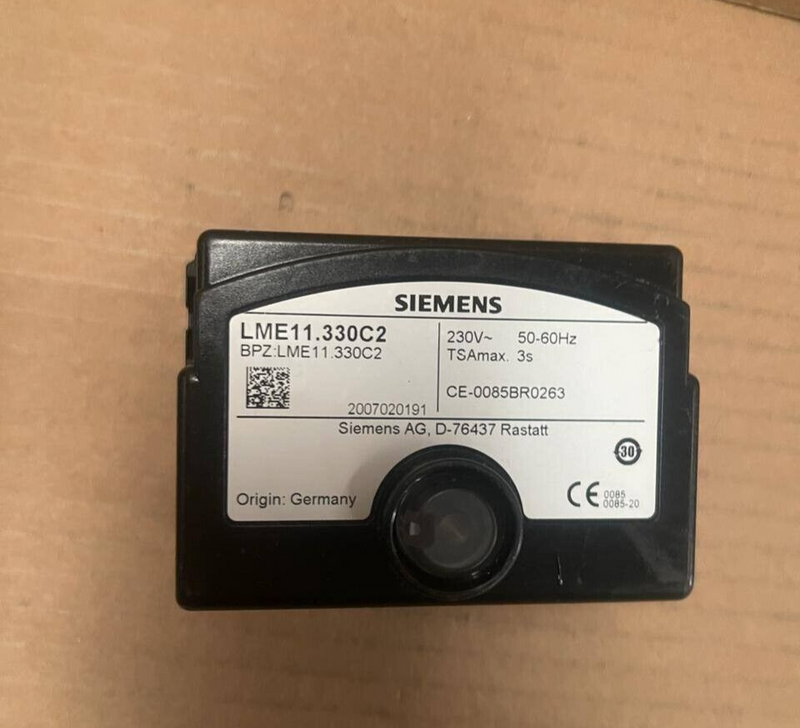 SIEMENS
LME11.330C2
BPZ:LME11.330C2
2007020191
230V~ 50-60Hz
TSAmax. 3s
CE-0085BR0263
Siemens AG, D-76437 Rastatt
30
Origin: Germany
CE 0085
0085-20